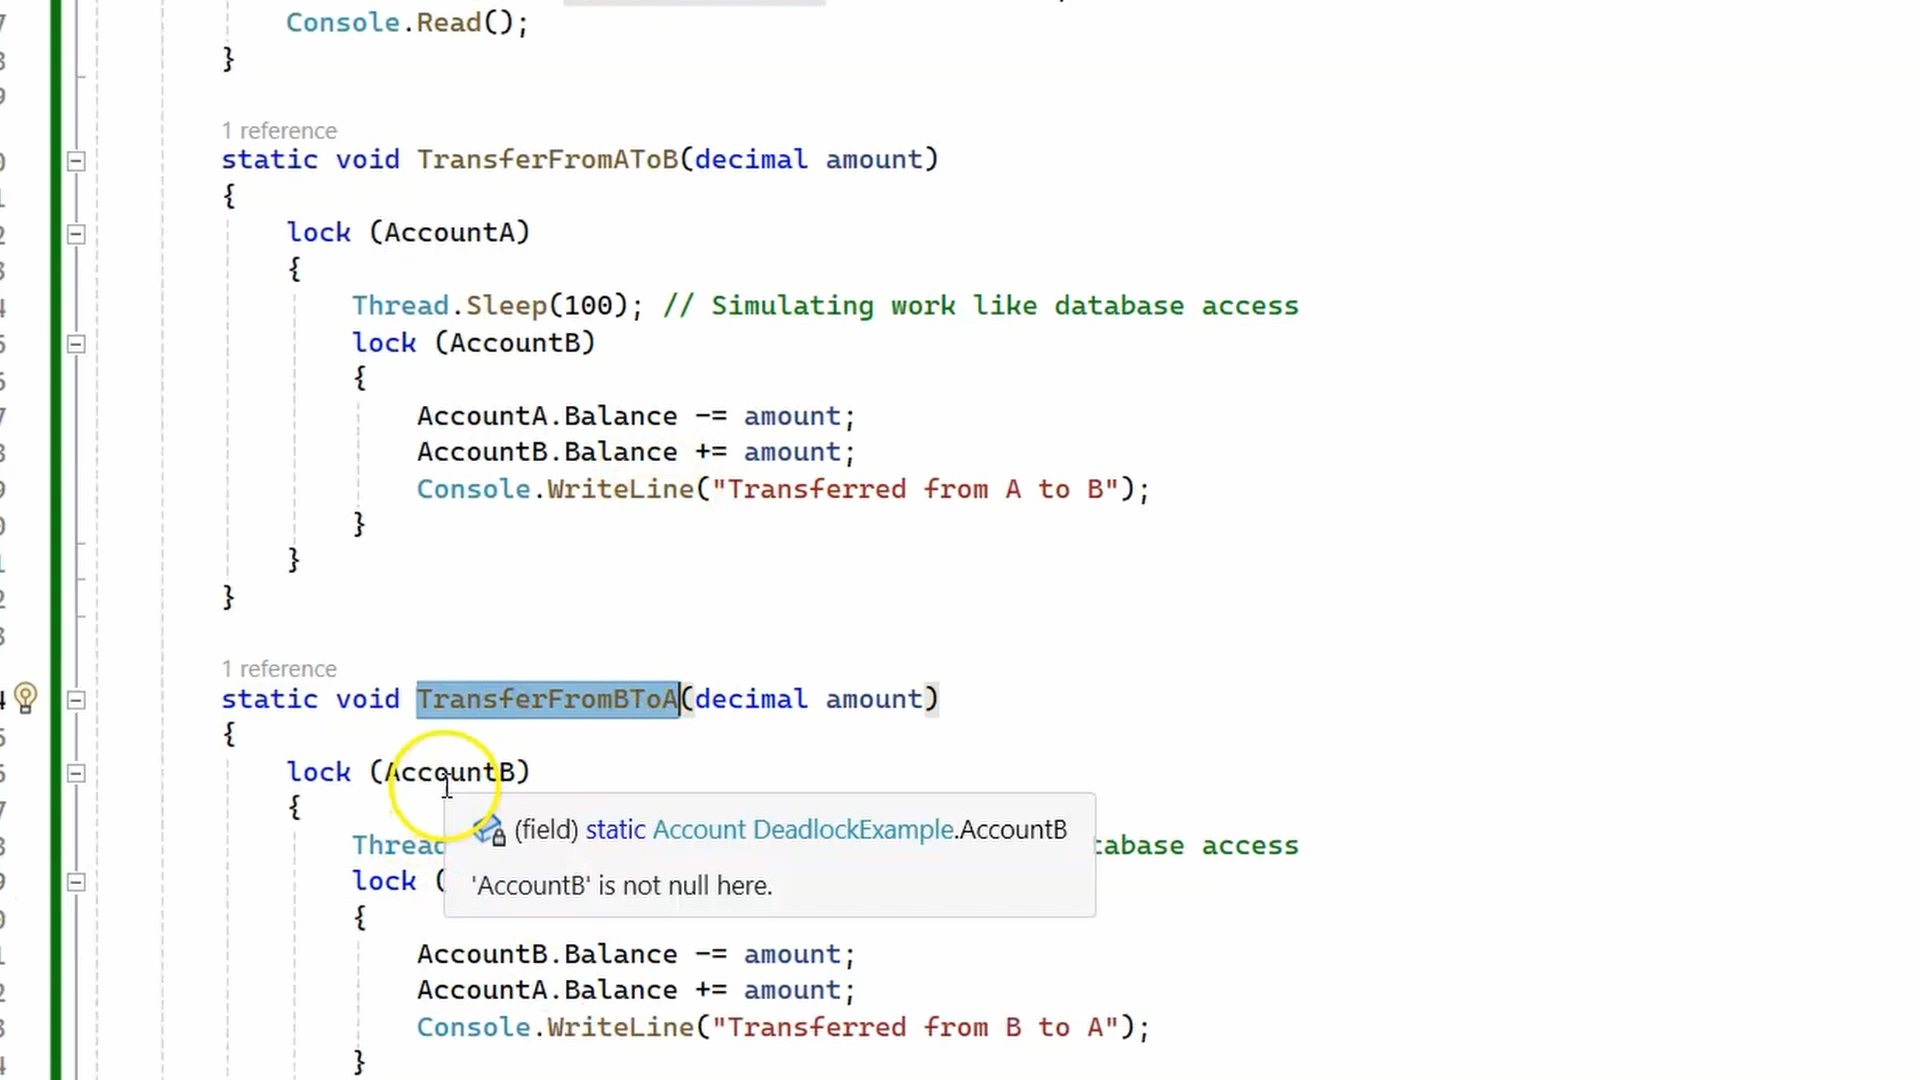 Console.Read();
}
1 reference
static void TransferFromAToB(decimal amount)
{
lock (AccountA)
{
Thread.Sleep(100); // Simulating work like database access
lock (AccountB)
{
AccountA.Balance -= amount;
AccountB.Balance += amount;
Console.WriteLine("Transferred from A to B");
}
}
}
1 reference
static void TransferFromBToA(decimal amount)
{
lock (AccountB)
{
(field) static Account DeadlockExample.AccountB
Thread tabase access
lock (
'AccountB' is not null here.
{
AccountB.Balance -= amount;
AccountA.Balance += amount;
Console.WriteLine("Transferred from B to A");
}